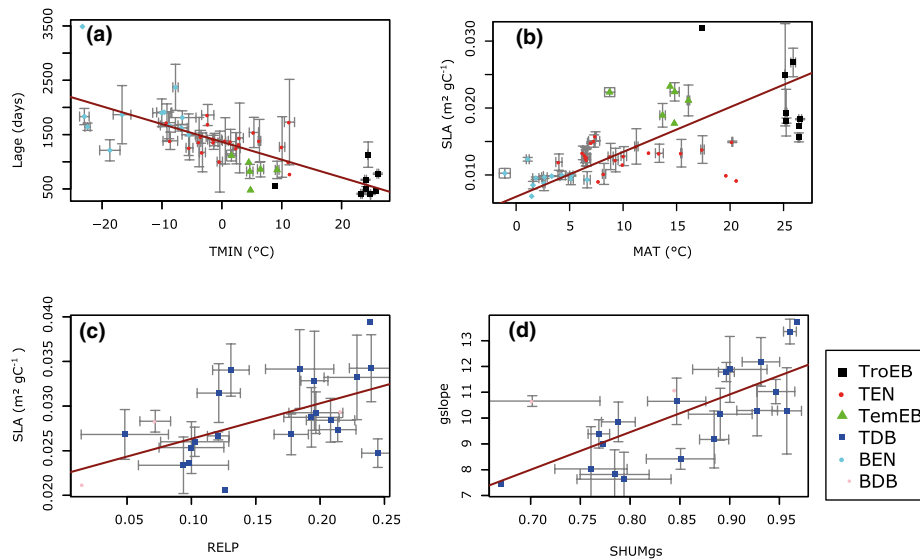 (a)
Lage (days)
3500
2500
1500
500
−20 −10 0 10 20
TMIN (°C)
(b)
SLA (m² gC⁻¹)
0.030
0.020
0.010
0 5 10 15 20 25
MAT (°C)
(c)
SLA (m² gC⁻¹)
0.040
0.035
0.030
0.025
0.020
0.05 0.10 0.15 0.20 0.25
RELP
(d)
gslope
13
12
11
10
9
8
7
0.70 0.75 0.80 0.85 0.90 0.95
SHUMgs
TroEB
TEN
TemEB
TDB
BEN
BDB